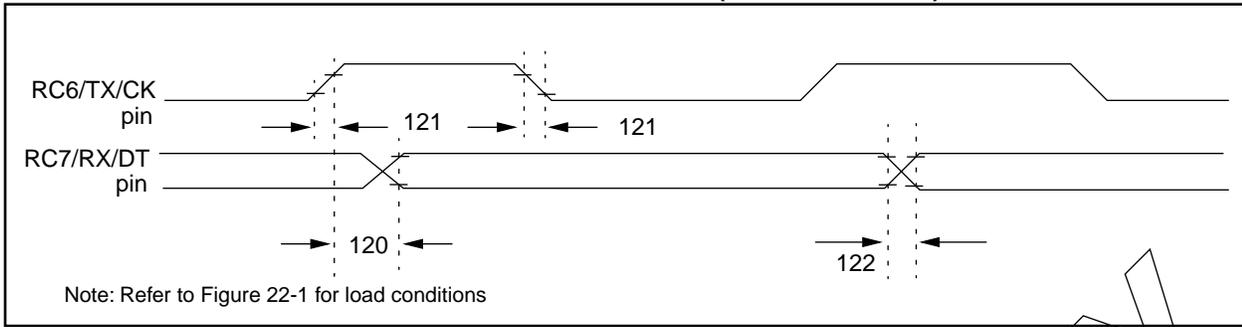 RC6/TX/CK
pin
121
121
RC7/RX/DT
pin
120
122
Note: Refer to Figure 22-1 for load conditions